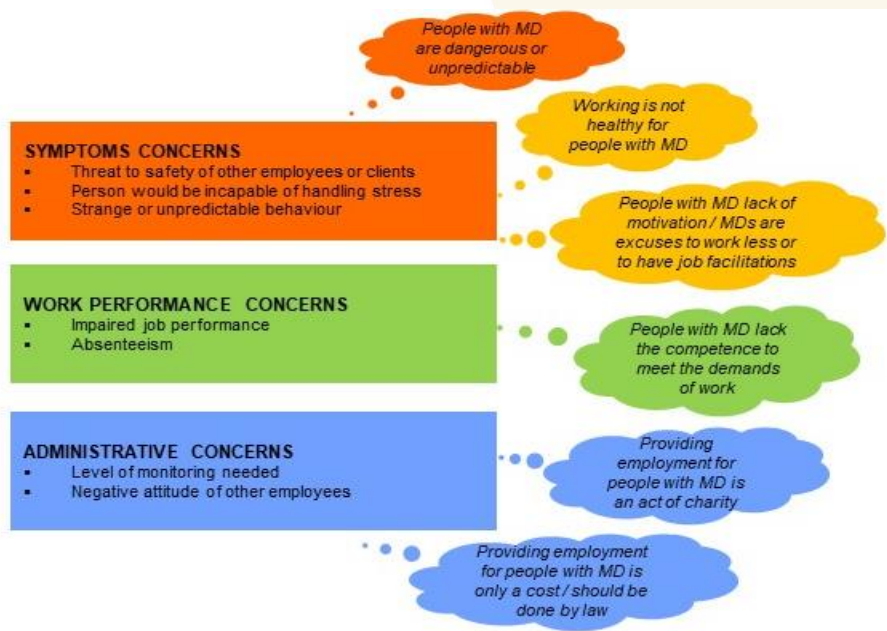 People with MD
are dangerous or
unpredictable
Working is not
healthy for
people with MD
SYMPTOMS CONCERNS
▪ Threat to safety of other employees or clients
▪ Person would be incapable of handling stress
▪ Strange or unpredictable behaviour
People with MD lack of
motivation / MDs are
excuses to work less or
to have job facilitations
WORK PERFORMANCE CONCERNS
▪ Impaired job performance
▪ Absenteeism
People with MD lack
the competence to
meet the demands
of work
ADMINISTRATIVE CONCERNS
▪ Level of monitoring needed
▪ Negative attitude of other employees
Providing
employment for
people with MD is
an act of charity
Providing employment
for people with MD is
only a cost / should be
done by law